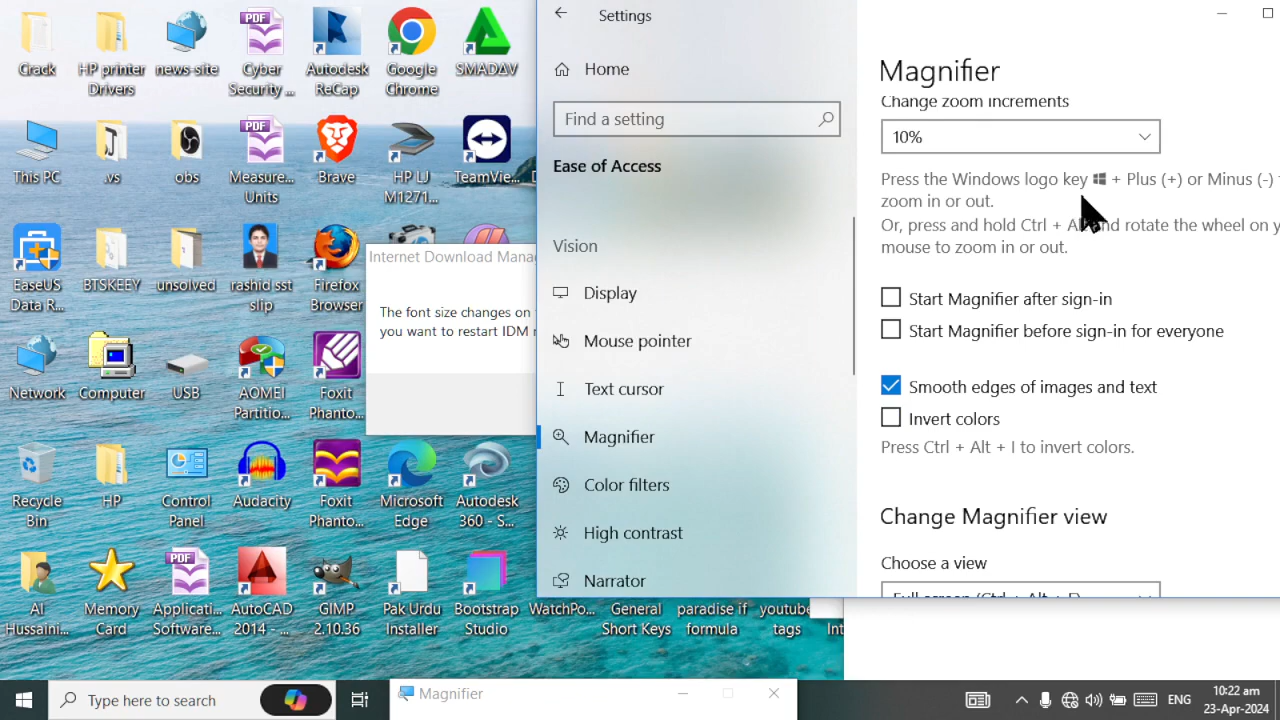 Crack
HP printer
Drivers
news-site
Cyber
Security ...
Autodesk
ReCap
Google
Chrome
SMADΔV
This PC
.vs
obs
Measure...
Units
Brave
HP LJ
M1271...
TeamVie...
EaseUS
Data R...
BTSKEEY
unsolved
rashid sst
slip
Firefox
Browser
Network
Computer
USB
AOMEI
Partitio...
Foxit
Phanto...
Recycle
Bin
HP
Control
Panel
Audacity
Foxit
Phanto...
Microsoft
Edge
Autodesk
360 - S...
Al
Hussaini...
Memory
Card
Applicati...
Software...
AutoCAD
2014 - ...
GIMP
2.10.36
Pak Urdu
Installer
Bootstrap
Studio
WatchPo...
General
Short Keys
paradise if
formula
youtube
tags
Int
Internet Download Mana
The font size changes on
you want to restart IDM
Settings
Home
Find a setting
Ease of Access
Vision
Display
Mouse pointer
Text cursor
Magnifier
Color filters
High contrast
Narrator
Magnifier
Change zoom increments
10%
Press the Windows logo key + Plus (+) or Minus (-)
zoom in or out.
Or, press and hold Ctrl + Al and rotate the wheel on y
mouse to zoom in or out.
Start Magnifier after sign-in
Start Magnifier before sign-in for everyone
Smooth edges of images and text
Invert colors
Press Ctrl + Alt + I to invert colors.
Change Magnifier view
Choose a view
Full screen (Ctrl + Alt + F)
Type here to search
Magnifier
ENG
10:22 am
23-Apr-2024